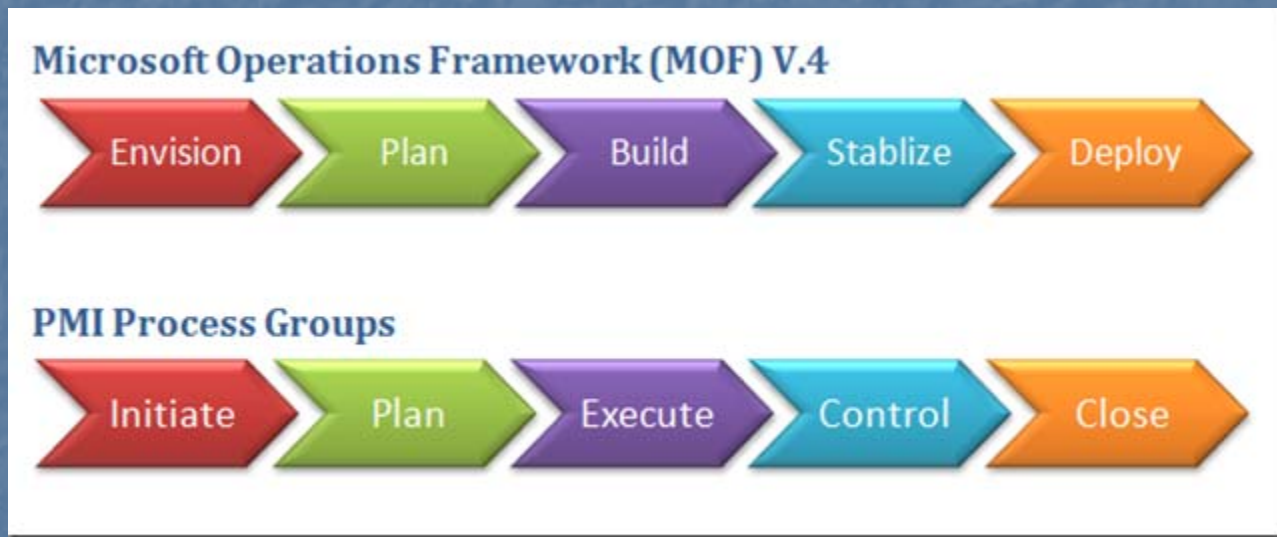 Microsoft Operations Framework (MOF) V.4
Envision Plan Build Stablize Deploy
PMI Process Groups
Initiate Plan Execute Control Close